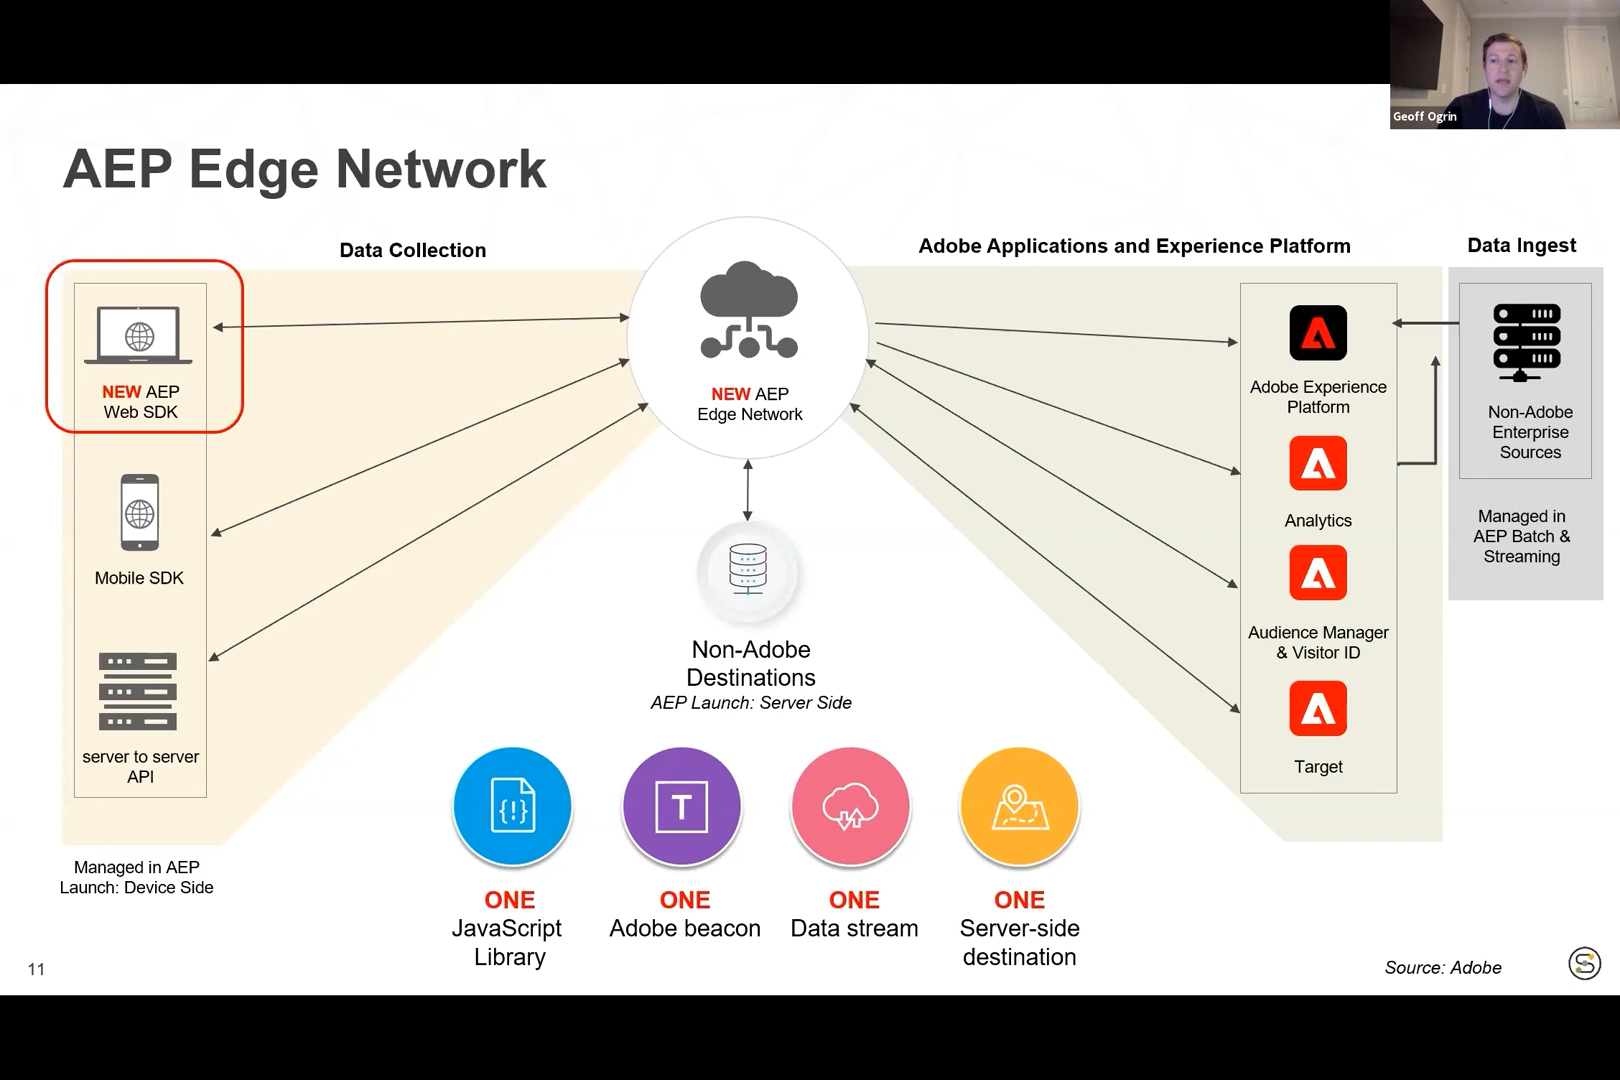 Geoff Ogrin
AEP Edge Network
Data Collection
Adobe Applications and Experience Platform
Data Ingest
NEW AEP
Web SDK
Mobile SDK
server to server
API
Managed in AEP
Launch: Device Side
NEW AEP
Edge Network
Non-Adobe
Destinations
AEP Launch: Server Side
Adobe Experience
Platform
Analytics
Audience Manager
& Visitor ID
Target
Non-Adobe
Enterprise
Sources
Managed in
AEP Batch &
Streaming
{!}
T
ONE
JavaScript
Library
ONE
Adobe beacon
ONE
Data stream
ONE
Server-side
destination
11
Source: Adobe
S